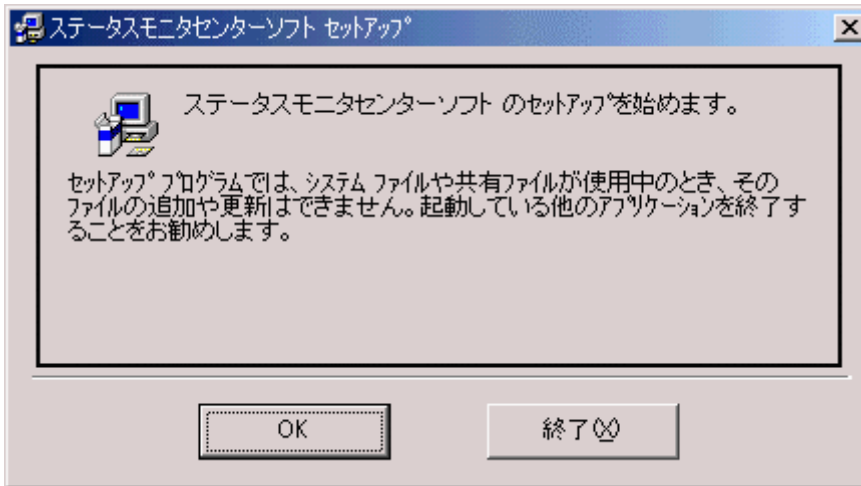 ステータスモニタセンターソフト セットアップ
ステータスモニタセンターソフト のセットアップを始めます。
セットアップ プログラムでは、システム ファイルや共有ファイルが使用中のとき、その
ファイルの追加や更新はできません。起動している他のアプリケーションを終了す
ることをお勧めします。
OK
終了(X)